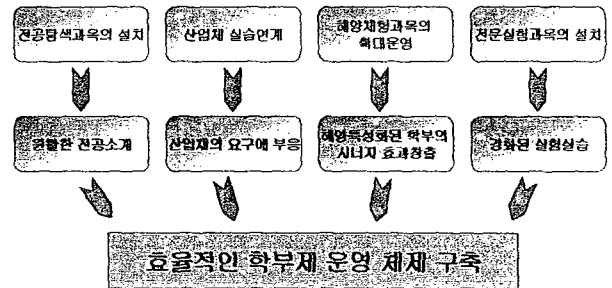 전공탐색과목의 설치
산업체 실습연계
해양체험과목의
확대운영
전문실험과목의 설치
원활한 전공소개
산업체의 요구에 부응
해양특성화된 학부의
시너지 효과창출
강화된 실험실습
효율적인 학부제 운영 체제 구축